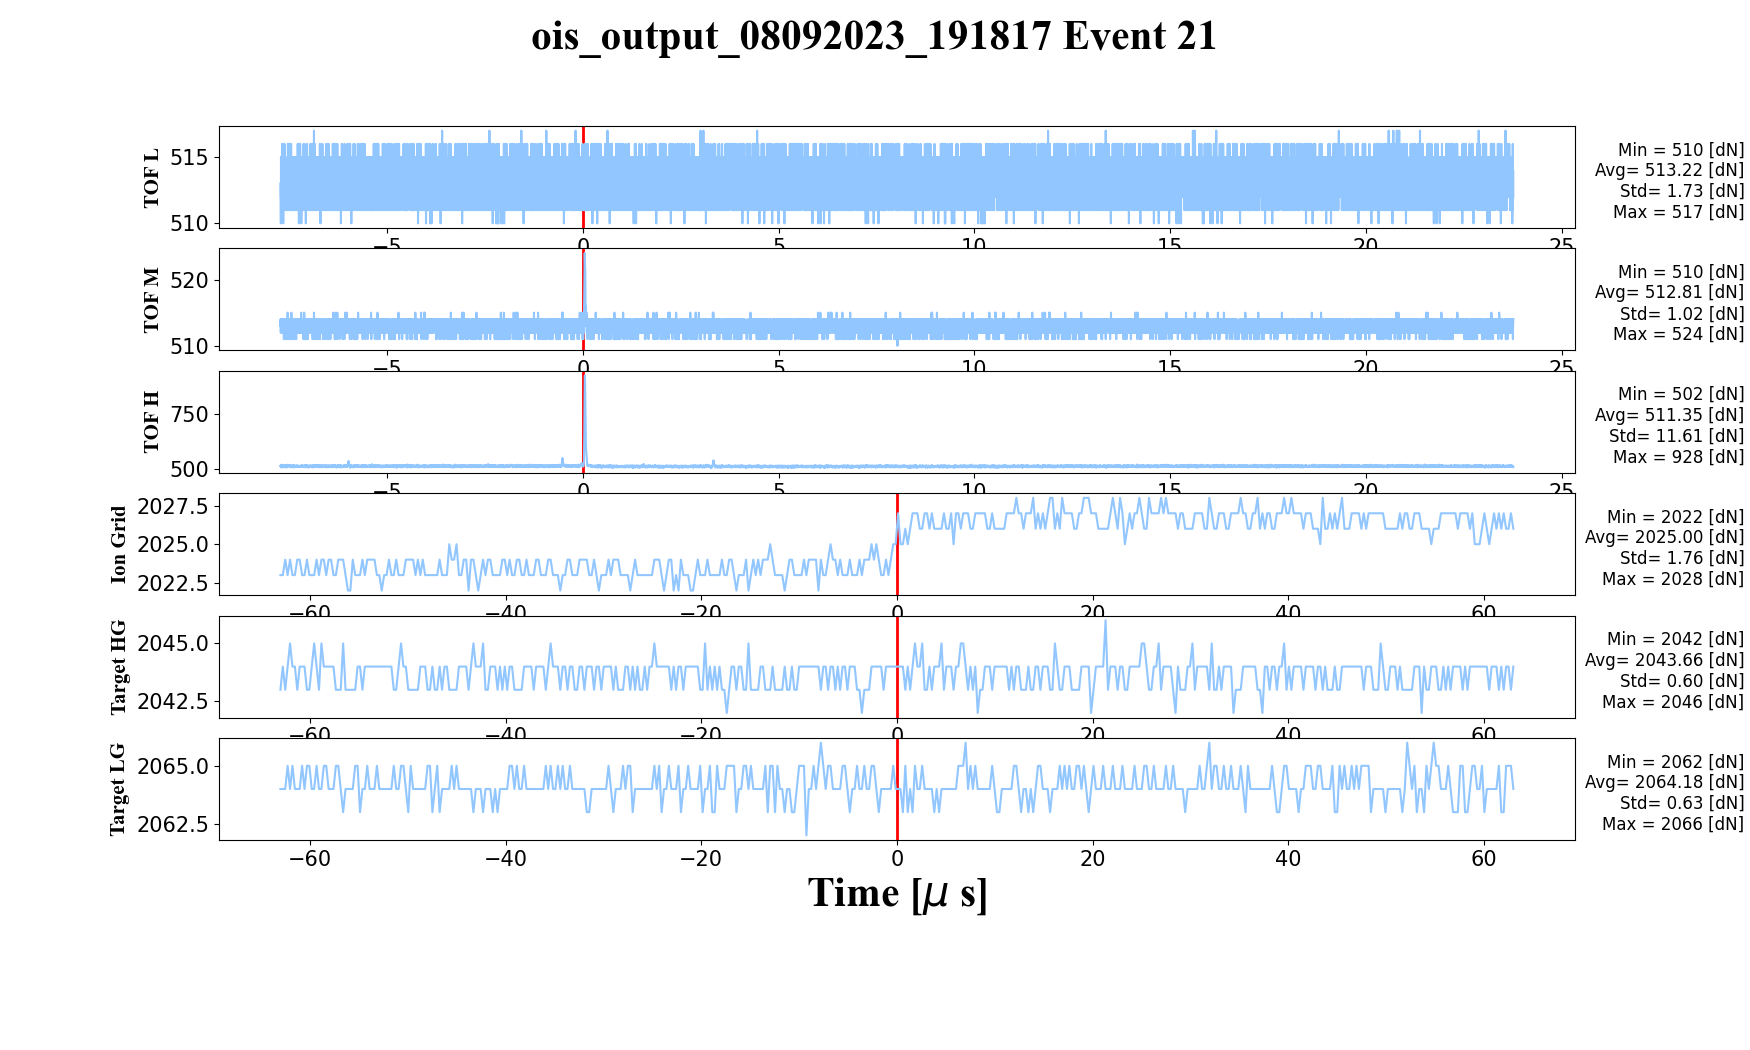 ois_output_08092023_191817 Event 21
TOF L
515
510
Min = 510 [dN]
Avg= 513.22 [dN]
Std= 1.73 [dN]
Max = 517 [dN]
−5 0 5 10 15 20 25
TOF M
520
510
Min = 510 [dN]
Avg= 512.81 [dN]
Std= 1.02 [dN]
Max = 524 [dN]
−5 0 5 10 15 20 25
TOF H
750
500
Min = 502 [dN]
Avg= 511.35 [dN]
Std= 11.61 [dN]
Max = 928 [dN]
−5 0 5 10 15 20 25
Ion Grid
2027.5
2025.0
2022.5
Min = 2022 [dN]
Avg= 2025.00 [dN]
Std= 1.76 [dN]
Max = 2028 [dN]
−60 −40 −20 0 20 40 60
Target HG
2045.0
2042.5
Min = 2042 [dN]
Avg= 2043.66 [dN]
Std= 0.60 [dN]
Max = 2046 [dN]
−60 −40 −20 0 20 40 60
Target LG
2065.0
2062.5
Min = 2062 [dN]
Avg= 2064.18 [dN]
Std= 0.63 [dN]
Max = 2066 [dN]
−60 −40 −20 0 20 40 60
Time [μ s]